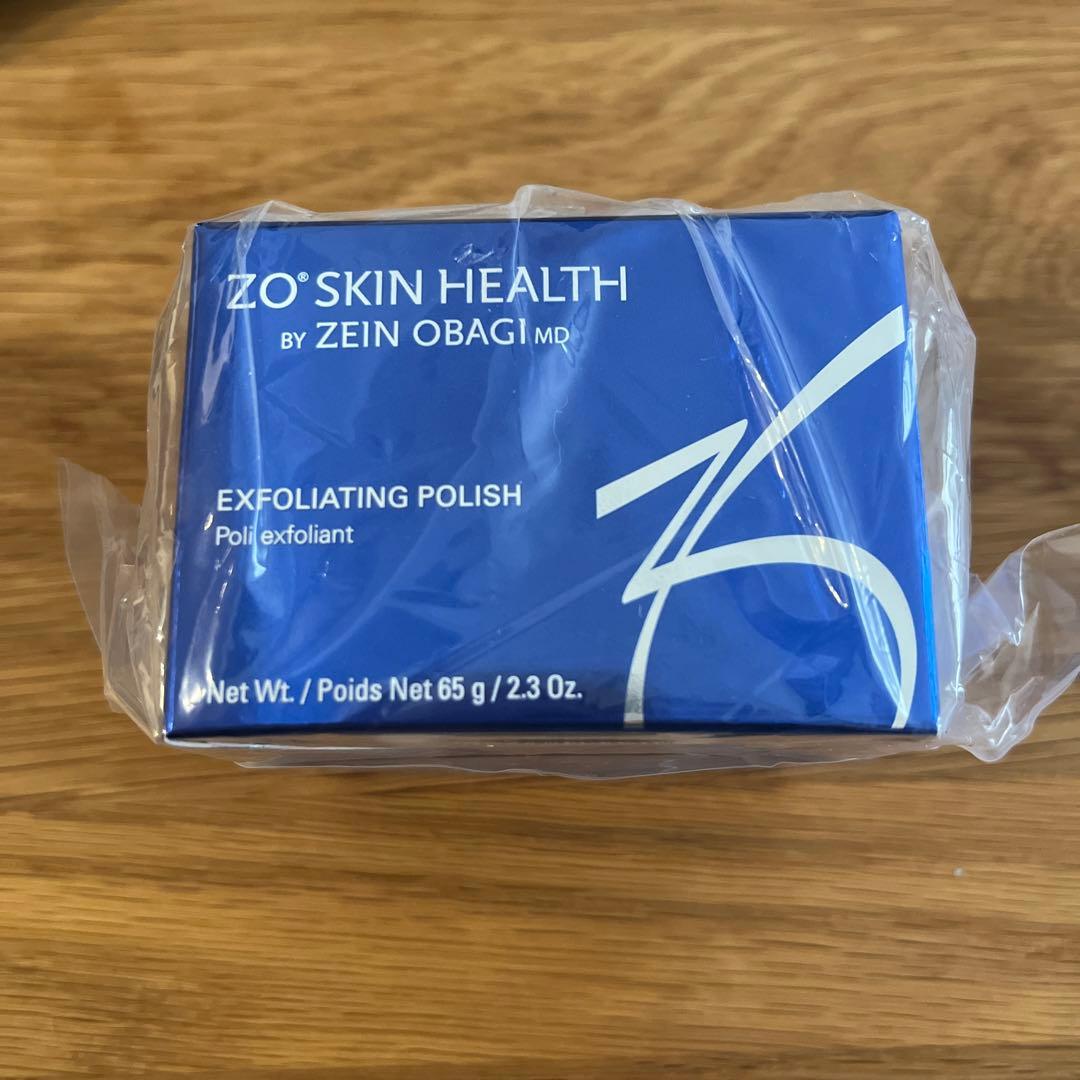 ZO® SKIN HEALTH
BY ZEIN OBAGI MD
EXFOLIATING POLISH
Poli exfoliant
Net Wt. / Poids Net 65 g / 2.3 Oz.